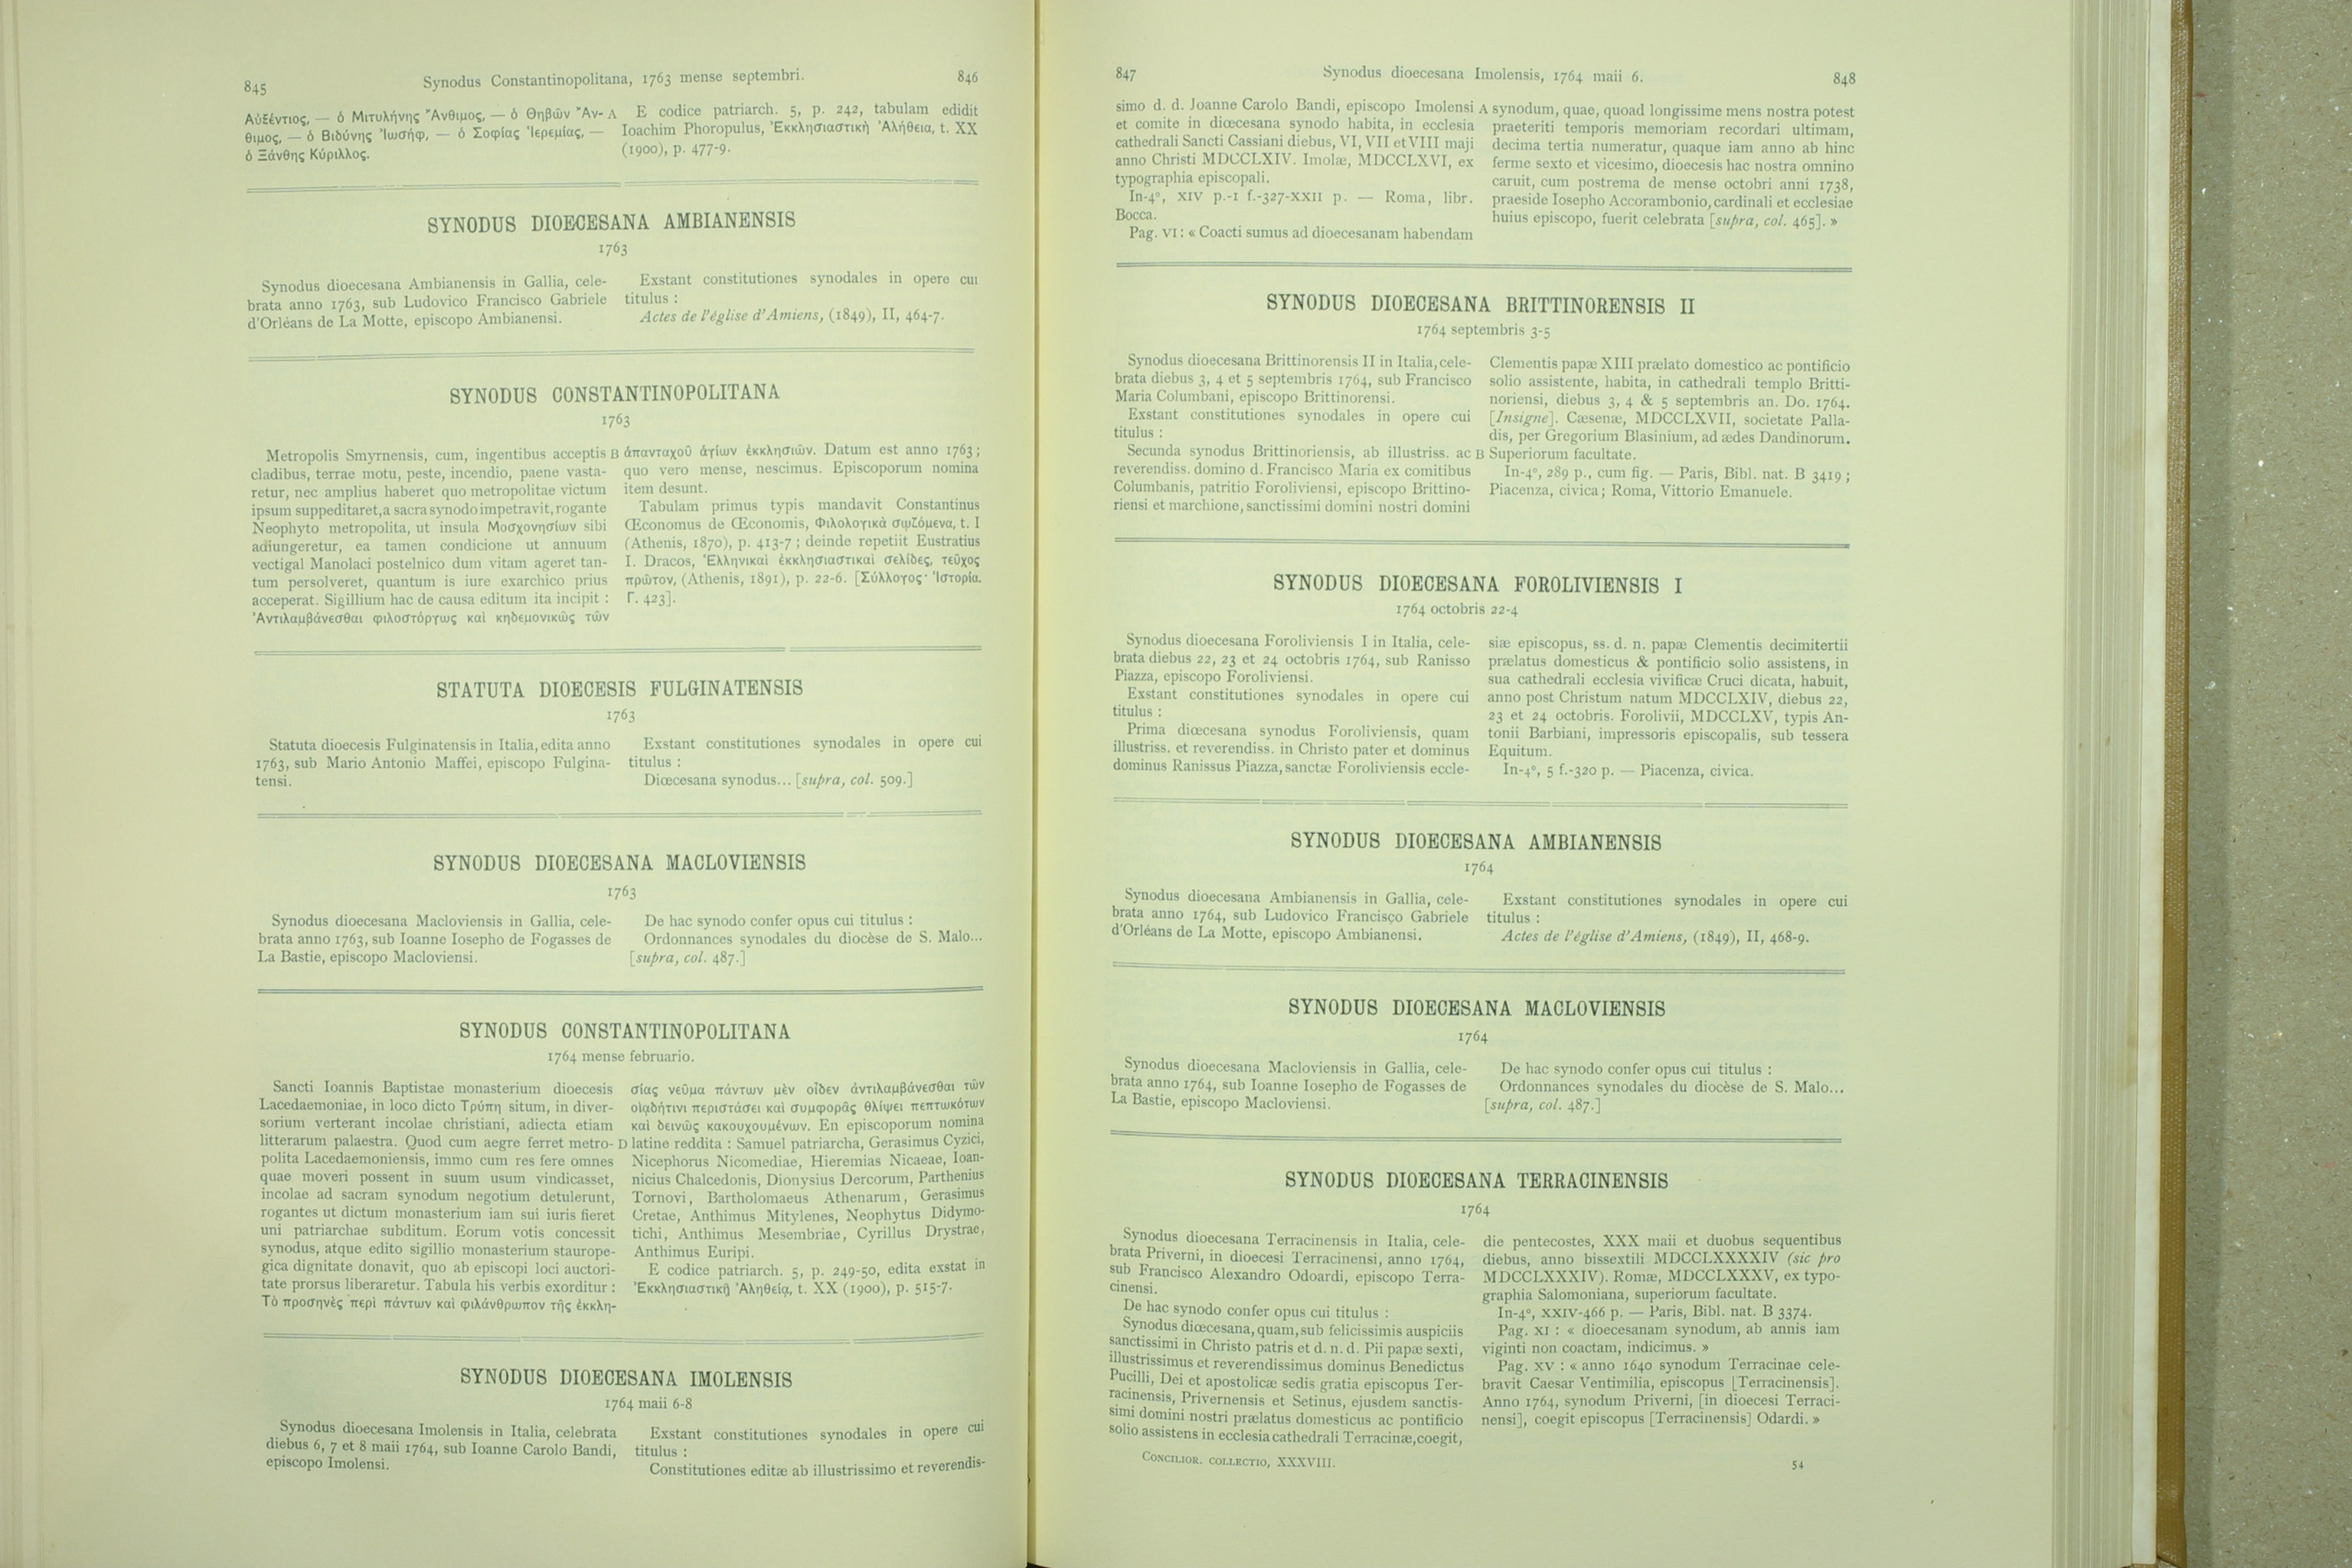 845
Synodus Constantinopolitana, 1763 mense septembri.
846
Αὐξέντιος, — ὁ Μιτυλήνης Ἄνθιμος, — ὁ Θηβῶν Ἄν- A
θιμος, — ὁ Βιδύνης Ἰωσήφ, — ὁ Σοφίας Ἱερεμίας, —
ὁ Ξάνθης Κύριλλος.
E codice patriarch. 5, p. 242, tabulam edidit
Ioachim Phoropulus, Ἐκκλησιαστικὴ Ἀλήθεια, t. XX
(1900), p. 477-9.
SYNODUS DIOECESANA AMBIANENSIS
1763
Synodus dioecesana Ambianensis in Gallia, cele-
brata anno 1763, sub Ludovico Francisco Gabriele
d'Orléans de La Motte, episcopo Ambianensi.
Exstant constitutiones synodales in opere cui
titulus :
Actes de l'église d'Amiens, (1849), II, 464-7.
SYNODUS CONSTANTINOPOLITANA
1763
Metropolis Smyrnensis, cum, ingentibus acceptis B
cladibus, terrae motu, peste, incendio, paene vasta-
retur, nec amplius haberet quo metropolitae victum
ipsum suppeditaret, a sacra synodo impetravit, rogante
Neophyto metropolita, ut insula Μοσχονησίων sibi
adiungeretur, ea tamen condicione ut annuum
vectigal Manolaci postelnico dum vitam ageret tan-
tum persolveret, quantum is iure exarchico prius
acceperat. Sigillium hac de causa editum ita incipit :
Ἀντιλαμβάνεσθαι φιλοστόργως καὶ κηδεμονικῶς τῶν
ἁπανταχοῦ ἁγίων ἐκκλησιῶν. Datum est anno 1763 ;
quo vero mense, nescimus. Episcoporum nomina
item desunt.
Tabulam primus typis mandavit Constantinus
Œconomus de Œconomis, Φιλολογικὰ σῳζόμενα, t. I
(Athenis, 1870), p. 413-7 ; deinde repetiit Eustratius
I. Dracos, Ἑλληνικαὶ ἐκκλησιαστικαὶ σελίδες, τεῦχος
πρῶτον, (Athenis, 1891), p. 22-6. [Σύλλογος· Ἱστορία.
Γ. 423].
STATUTA DIOECESIS FULGINATENSIS
1763
Statuta dioecesis Fulginatensis in Italia, edita anno
1763, sub Mario Antonio Maffei, episcopo Fulgina-
tensi.
Exstant constitutiones synodales in opere cui
titulus :
Diœcesana synodus... [supra, col. 509.]
SYNODUS DIOECESANA MACLOVIENSIS
1763
Synodus dioecesana Macloviensis in Gallia, cele-
brata anno 1763, sub Ioanne Iosepho de Fogasses de
La Bastie, episcopo Macloviensi.
De hac synodo confer opus cui titulus :
Ordonnances synodales du diocèse de S. Malo...
[supra, col. 487.]
SYNODUS CONSTANTINOPOLITANA
1764 mense februario.
Sancti Ioannis Baptistae monasterium dioecesis
Lacedaemoniae, in loco dicto Τρύπη situm, in diver-
sorium verterant incolae christiani, adiecta etiam
litterarum palaestra. Quod cum aegre ferret metro- D
polita Lacedaemoniensis, immo cum res fere omnes
quae moveri possent in suum usum vindicasset,
incolae ad sacram synodum negotium detulerunt,
rogantes ut dictum monasterium iam sui iuris fieret
uni patriarchae subditum. Eorum votis concessit
synodus, atque edito sigillio monasterium staurope-
gica dignitate donavit, quo ab episcopi loci auctori-
tate prorsus liberaretur. Tabula his verbis exorditur :
Τὸ προσηνὲς περὶ πάντων καὶ φιλάνθρωπον τῆς ἐκκλη-
σίας νεῦμα πάντων μὲν οἶδεν ἀντιλαμβάνεσθαι τῶν
οἱᾳδήτινι περιστάσει καὶ συμφορᾶς θλίψει πεπτωκότων
καὶ δεινῶς κακουχουμένων. En episcoporum nomina
latine reddita : Samuel patriarcha, Gerasimus Cyzici,
Nicephorus Nicomediae, Hieremias Nicaeae, Ioan-
nicius Chalcedonis, Dionysius Dercorum, Parthenius
Tornovi, Bartholomaeus Athenarum, Gerasimus
Cretae, Anthimus Mitylenes, Neophytus Didymo-
tichi, Anthimus Mesembriae, Cyrillus Drystrae,
Anthimus Euripi.
E codice patriarch. 5, p. 249-50, edita exstat in
Ἐκκλησιαστικῇ Ἀληθείᾳ, t. XX (1900), p. 515-7.
SYNODUS DIOECESANA IMOLENSIS
1764 maii 6-8
Synodus dioecesana Imolensis in Italia, celebrata
diebus 6, 7 et 8 maii 1764, sub Ioanne Carolo Bandi,
episcopo Imolensi.
Exstant constitutiones synodales in opere cui
titulus :
Constitutiones editæ ab illustrissimo et reverendis-
847
Synodus dioecesana Imolensis, 1764 maii 6.
848
simo d. d. Joanne Carolo Bandi, episcopo Imolensi A
et comite in diœcesana synodo habita, in ecclesia
cathedrali Sancti Cassiani diebus, VI, VII et VIII maji
anno Christi MDCCLXIV. Imolæ, MDCCLXVI, ex
typographia episcopali.
In-4°, XIV p.-1 f.-327-XXII p. — Roma, libr.
Bocca.
Pag. VI : « Coacti sumus ad dioecesanam habendam
synodum, quae, quoad longissime mens nostra potest
praeteriti temporis memoriam recordari ultimam,
decima tertia numeratur, quaque iam anno ab hinc
ferme sexto et vicesimo, dioecesis hac nostra omnino
caruit, cum postrema de mense octobri anni 1738,
praeside Iosepho Accorambonio, cardinali et ecclesiae
huius episcopo, fuerit celebrata [supra, col. 465]. »
SYNODUS DIOECESANA BRITTINORENSIS II
1764 septembris 3-5
Synodus dioecesana Brittinorensis II in Italia, cele-
brata diebus 3, 4 et 5 septembris 1764, sub Francisco
Maria Columbani, episcopo Brittinorensi.
Exstant constitutiones synodales in opere cui
titulus :
Secunda synodus Brittinoriensis, ab illustriss. ac B
reverendiss. domino d. Francisco Maria ex comitibus
Columbanis, patritio Foroliviensi, episcopo Brittino-
riensi et marchione, sanctissimi domini nostri domini
Clementis papæ XIII prælato domestico ac pontificio
solio assistente, habita, in cathedrali templo Britti-
noriensi, diebus 3, 4 & 5 septembris an. Do. 1764.
[Insigne]. Cæsenæ, MDCCLXVII, societate Palla-
dis, per Gregorium Blasinium, ad ædes Dandinorum.
Superiorum facultate.
In-4°, 289 p., cum fig. — Paris, Bibl. nat. B 3419 ;
Piacenza, civica ; Roma, Vittorio Emanuele.
SYNODUS DIOECESANA FOROLIVIENSIS I
1764 octobris 22-4
Synodus dioecesana Foroliviensis I in Italia, cele-
brata diebus 22, 23 et 24 octobris 1764, sub Ranisso
Piazza, episcopo Foroliviensi.
Exstant constitutiones synodales in opere cui
titulus :
Prima diœcesana synodus Foroliviensis, quam
illustriss. et reverendiss. in Christo pater et dominus
dominus Ranissus Piazza, sanctæ Foroliviensis eccle-
siæ episcopus, ss. d. n. papæ Clementis decimitertii
prælatus domesticus & pontificio solio assistens, in
sua cathedrali ecclesia vivificæ Cruci dicata, habuit,
anno post Christum natum MDCCLXIV, diebus 22,
23 et 24 octobris. Forolivii, MDCCLXV, typis An-
tonii Barbiani, impressoris episcopalis, sub tessera
Equitum.
In-4°, 5 f.-320 p. — Piacenza, civica.
SYNODUS DIOECESANA AMBIANENSIS
1764
Synodus dioecesana Ambianensis in Gallia, cele-
brata anno 1764, sub Ludovico Francisço Gabriele
d'Orléans de La Motte, episcopo Ambianensi.
Exstant constitutiones synodales in opere cui
titulus :
Actes de l'église d'Amiens, (1849), II, 468-9.
SYNODUS DIOECESANA MACLOVIENSIS
1764
Synodus dioecesana Macloviensis in Gallia, cele-
brata anno 1764, sub Ioanne Iosepho de Fogasses de
La Bastie, episcopo Macloviensi.
De hac synodo confer opus cui titulus :
Ordonnances synodales du diocèse de S. Malo...
[supra, col. 487.]
SYNODUS DIOECESANA TERRACINENSIS
1764
Synodus dioecesana Terracinensis in Italia, cele-
brata Priverni, in dioecesi Terracinensi, anno 1764,
sub Francisco Alexandro Odoardi, episcopo Terra-
cinensi.
De hac synodo confer opus cui titulus :
Synodus diœcesana, quam, sub felicissimis auspiciis
sanctissimi in Christo patris et d. n. d. Pii papæ sexti,
illustrissimus et reverendissimus dominus Benedictus
Pucilli, Dei et apostolicæ sedis gratia episcopus Ter-
racinensis, Privernensis et Setinus, ejusdem sanctis-
simi domini nostri prælatus domesticus ac pontificio
solio assistens in ecclesia cathedrali Terracinæ, coegit,
die pentecostes, XXX maii et duobus sequentibus
diebus, anno bissextili MDCCLXXXXIV (sic pro
MDCCLXXXIV). Romæ, MDCCLXXXV, ex typo-
graphia Salomoniana, superiorum facultate.
In-4°, XXIV-466 p. — Paris, Bibl. nat. B 3374.
Pag. XI : « dioecesanam synodum, ab annis iam
viginti non coactam, indicimus. »
Pag. XV : « anno 1640 synodum Terracinae cele-
bravit Caesar Ventimilia, episcopus [Terracinensis].
Anno 1764, synodum Priverni, [in dioecesi Terraci-
nensi], coegit episcopus [Terracinensis] Odardi. »
CONCILIOR. COLLECTIO, XXXVIII.
54